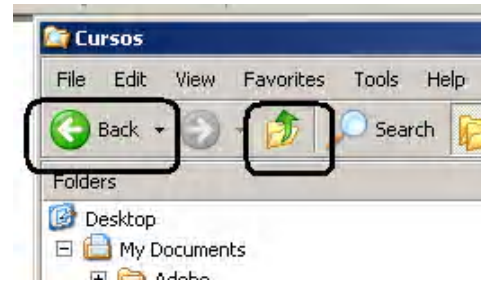 Cursos
File Edit View Favorites Tools Help
Back Search
Folders
Desktop
My Documents
Adobe